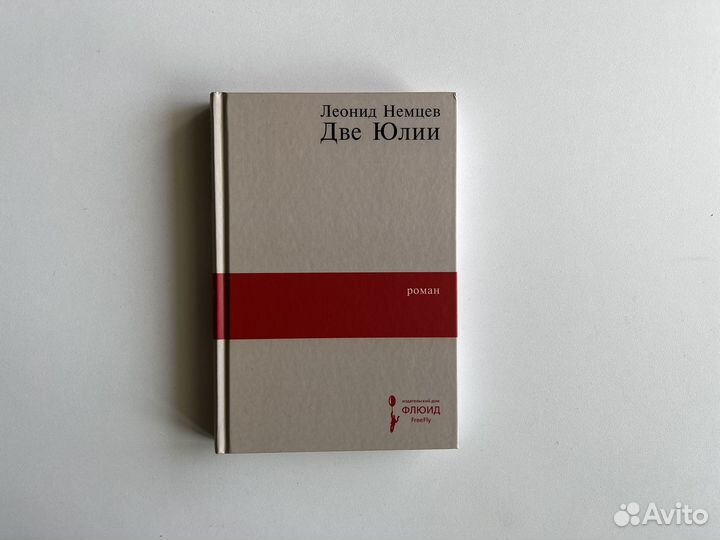 Леонид Немцев
Две Юлии
роман
издательский дом
ФЛЮИД
FreeFly
Avito